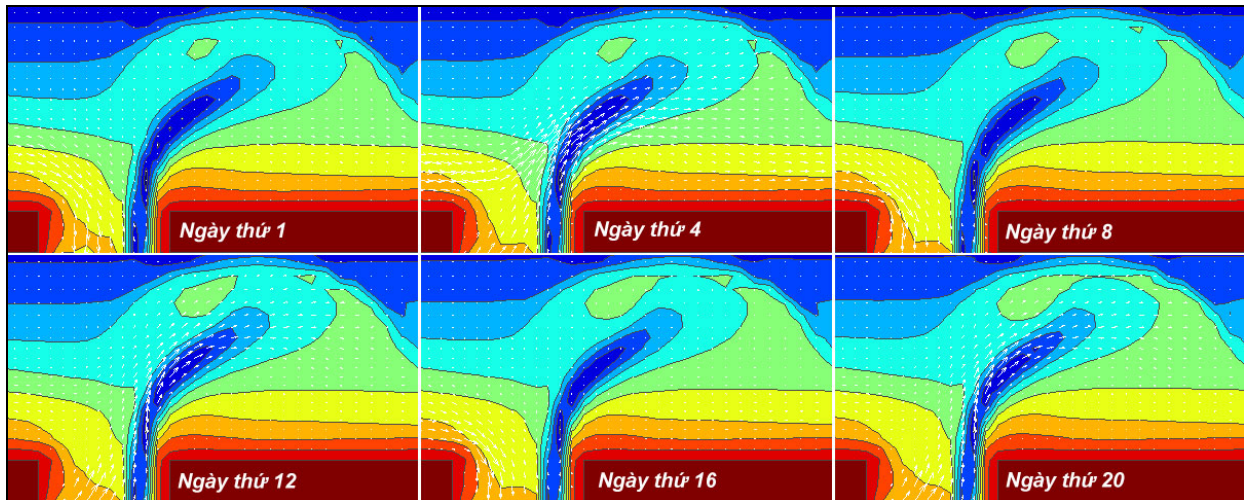 Ngày thứ 1
Ngày thứ 4
Ngày thứ 8
Ngày thứ 12
Ngày thứ 16
Ngày thứ 20